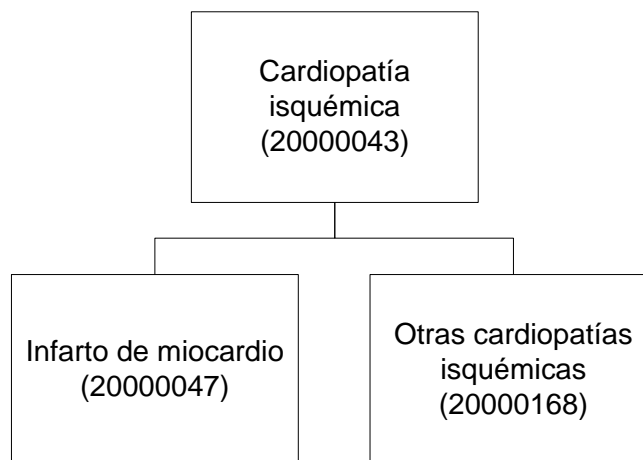 Cardiopatía
isquémica
(20000043)
Infarto de miocardio
(20000047)
Otras cardiopatías
isquémicas
(20000168)